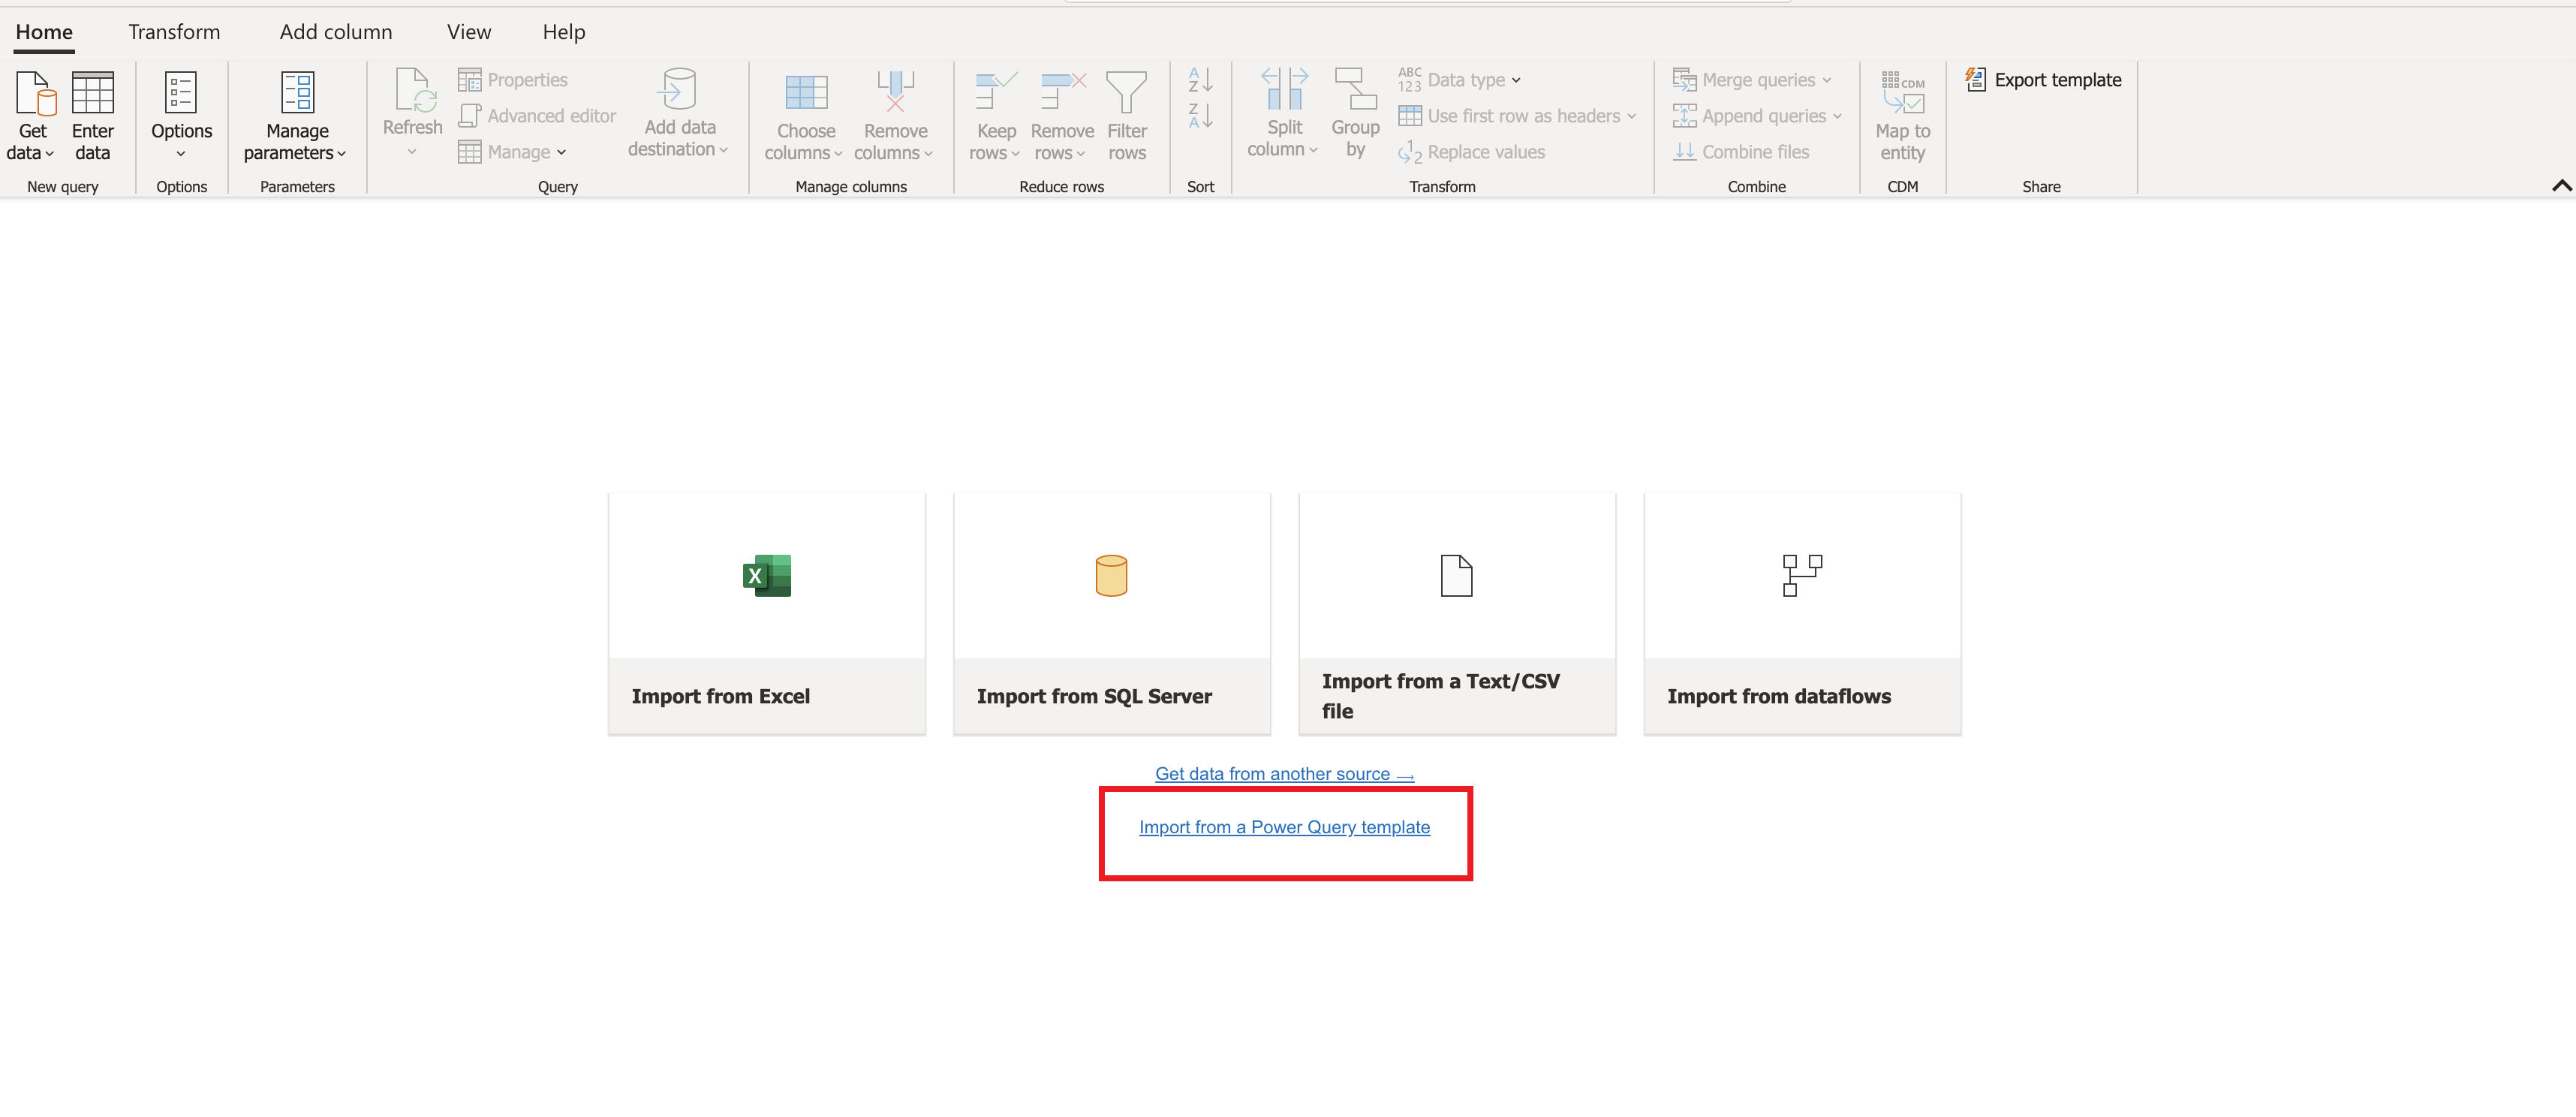 Home
Transform
Add column
View
Help
Get data
Enter data
New query
Options
Options
Manage parameters
Parameters
Refresh
Properties
Advanced editor
Manage
Add data destination
Query
Choose columns
Remove columns
Manage columns
Keep rows
Remove rows
Filter rows
Reduce rows
A
Z
Z
A
Sort
Split column
Group by
ABC
123
Data type
Use first row as headers
1
2
Replace values
Transform
Merge queries
Append queries
Combine files
Combine
CDM
Map to entity
CDM
Export template
Share
X
Import from Excel
Import from SQL Server
Import from a Text/CSV
file
Import from dataflows
Get data from another source →
Import from a Power Query template